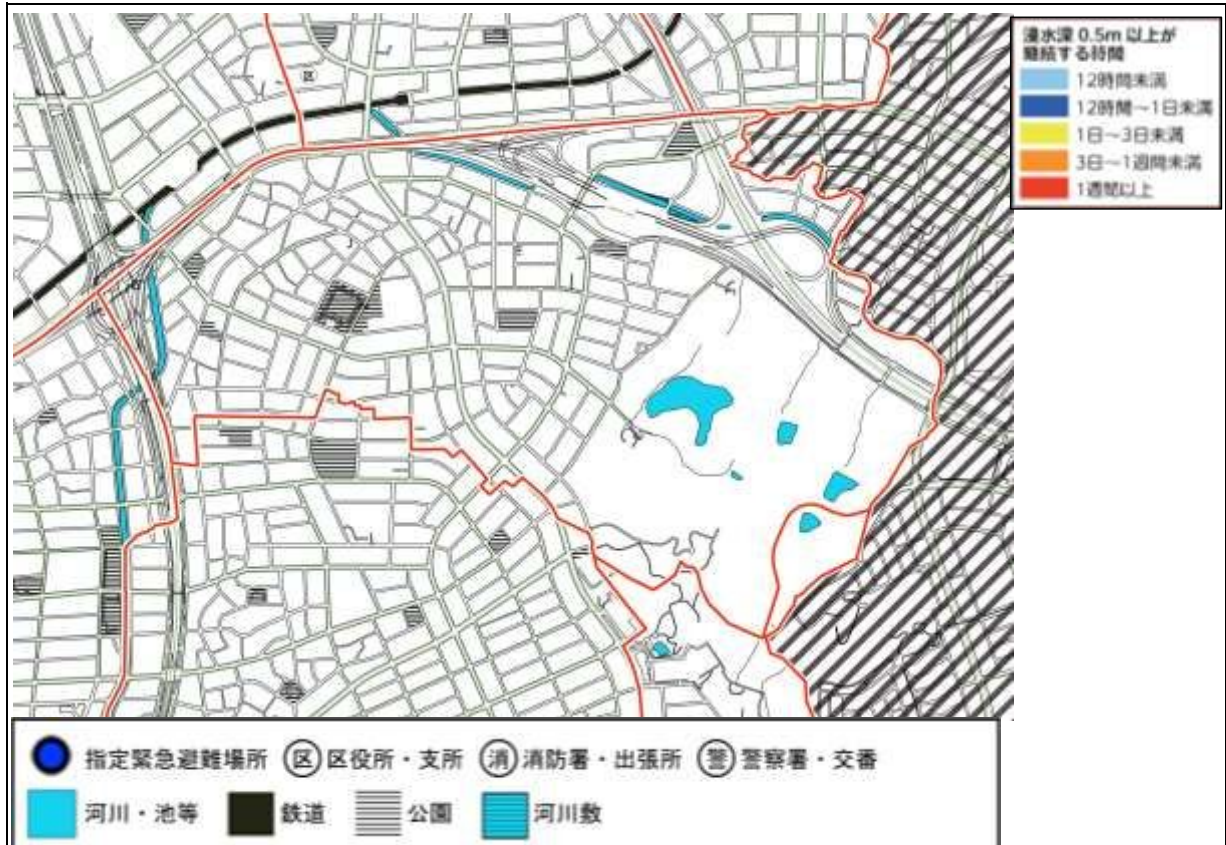 浸水深 0.5m 以上が
継続する時間
12時間未満
12時間～1日未満
1日～3日未満
3日～1週間未満
1週間以上
区
指定緊急避難場所 区 区役所・支所 消 消防署・出張所 警 警察署・交番
河川・池等 鉄道 公園 河川敷